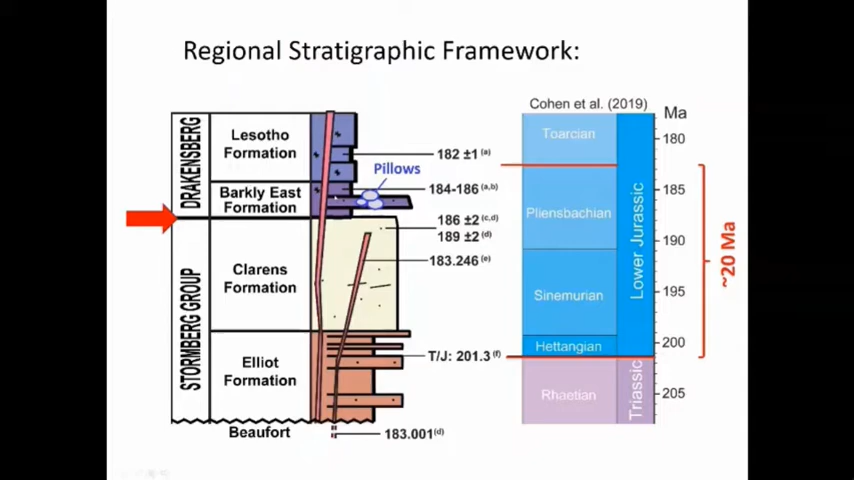 Regional Stratigraphic Framework:
DRAKENSBERG
Lesotho
Formation
Barkly East
Formation
STORMBERG GROUP
Clarens
Formation
Elliot
Formation
Beaufort
182 ±1 (a)
Pillows
184-186 (a,b)
186 ±2 (c,d)
189 ±2 (d)
183.246 (e)
T/J: 201.3 (f)
183.001 (d)
Cohen et al. (2019)
Ma
Toarcian
Pliensbachian
Sinemurian
Hettangian
Rhaetian
Lower Jurassic
Triassic
180
185
190
195
200
205
~20 Ma